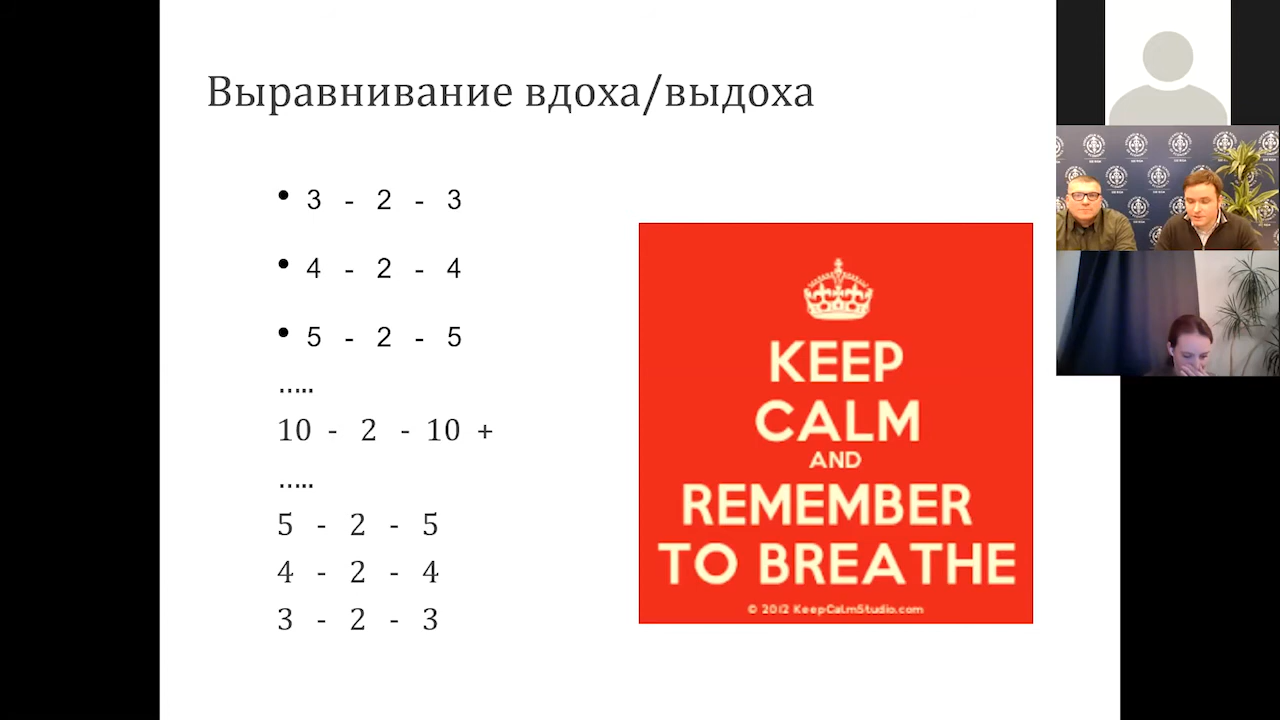 Выравнивание вдоха/выдоха
• 3 - 2 - 3
• 4 - 2 - 4
• 5 - 2 - 5
.....
10 - 2 - 10 +
.....
5 - 2 - 5
4 - 2 - 4
3 - 2 - 3
KEEP
CALM
AND
REMEMBER
TO BREATHE
© 2012 KeepCalmStudio.com